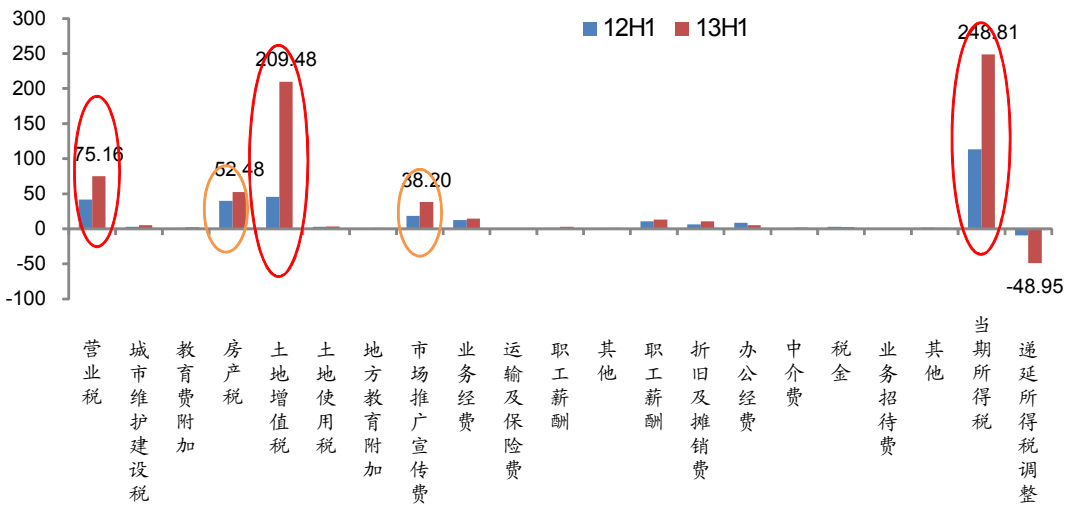 300
250
200
150
100
50
0
-50
-100
12H1
13H1
75.16
52.48
209.48
38.20
248.81
-48.95
营业税
城市维护建设税
教育费附加
房产税
土地增值税
土地使用税
地方教育附加
市场推广宣传费
业务经费
运输及保险费
职工薪酬
其他
职工薪酬
折旧及摊销费
办公经费
中介费
税金
业务招待费
其他
当期所得税
递延所得税调整